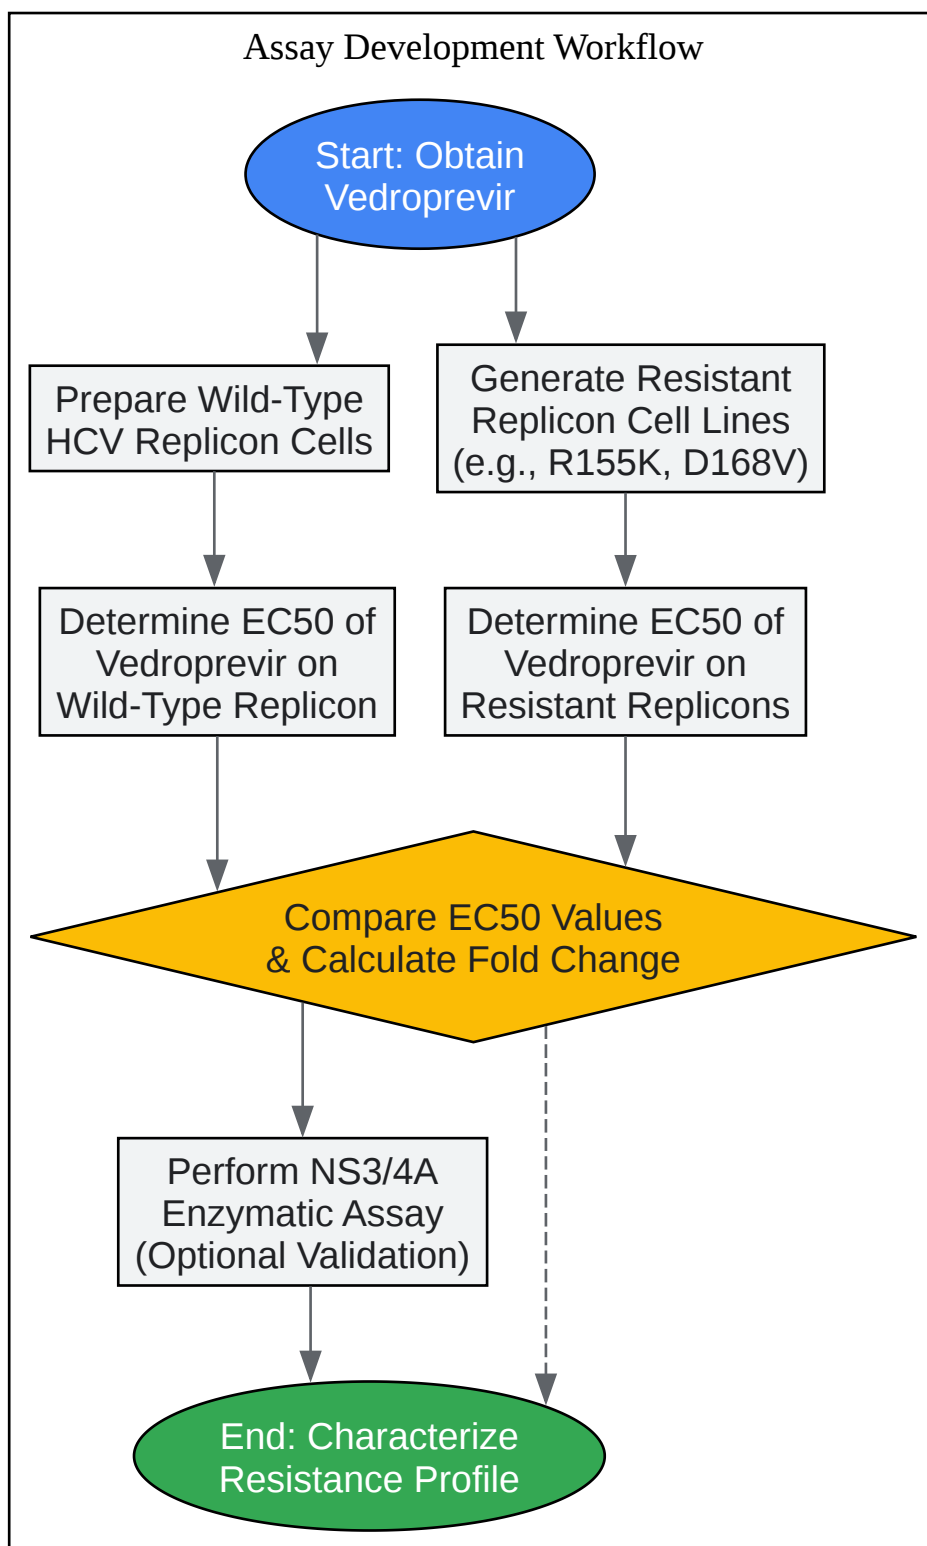 Assay Development Workflow
Start: Obtain
Vedroprevir
Prepare Wild-Type
HCV Replicon Cells
Generate Resistant
Replicon Cell Lines
(e.g., R155K, D168V)
Determine EC50 of
Vedroprevir on
Wild-Type Replicon
Determine EC50 of
Vedroprevir on
Resistant Replicons
Compare EC50 Values
& Calculate Fold Change
Perform NS3/4A
Enzymatic Assay
(Optional Validation)
End: Characterize
Resistance Profile